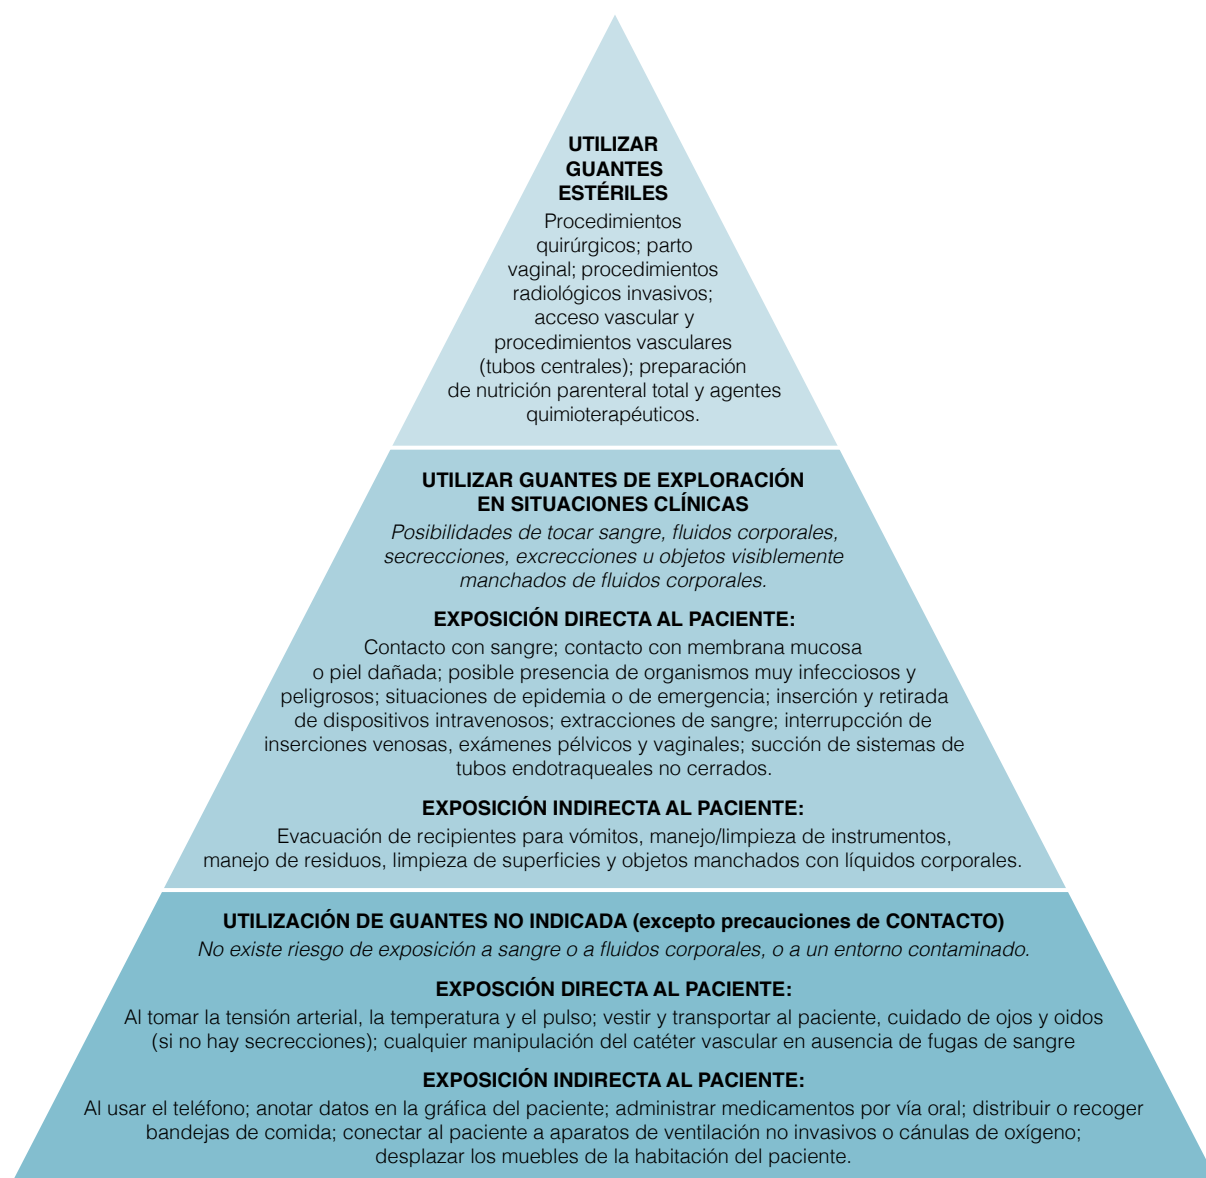 UTILIZAR
GUANTES
ESTÉRILES
Procedimientos
quirúrgicos; parto
vaginal; procedimientos
radiológicos invasivos;
acceso vascular y
procedimientos vasculares
(tubos centrales); preparación
de nutrición parenteral total y agentes
quimioterapéuticos.
UTILIZAR GUANTES DE EXPLORACIÓN
EN SITUACIONES CLÍNICAS
Posibilidades de tocar sangre, fluidos corporales,
secrecciones, excrecciones u objetos visiblemente
manchados de fluidos corporales.
EXPOSICIÓN DIRECTA AL PACIENTE:
Contacto con sangre; contacto con membrana mucosa
o piel dañada; posible presencia de organismos muy infecciosos y
peligrosos; situaciones de epidemia o de emergencia; inserción y retirada
de dispositivos intravenosos; extracciones de sangre; interrupcción de
inserciones venosas, exámenes pélvicos y vaginales; succión de sistemas de
tubos endotraqueales no cerrados.
EXPOSICIÓN INDIRECTA AL PACIENTE:
Evacuación de recipientes para vómitos, manejo/limpieza de instrumentos,
manejo de residuos, limpieza de superficies y objetos manchados con líquidos corporales.
UTILIZACIÓN DE GUANTES NO INDICADA (excepto precauciones de CONTACTO)
No existe riesgo de exposición a sangre o a fluidos corporales, o a un entorno contaminado.
EXPOSCIÓN DIRECTA AL PACIENTE:
Al tomar la tensión arterial, la temperatura y el pulso; vestir y transportar al paciente, cuidado de ojos y oidos
(si no hay secrecciones); cualquier manipulación del catéter vascular en ausencia de fugas de sangre
EXPOSICIÓN INDIRECTA AL PACIENTE:
Al usar el teléfono; anotar datos en la gráfica del paciente; administrar medicamentos por vía oral; distribuir o recoger
bandejas de comida; conectar al paciente a aparatos de ventilación no invasivos o cánulas de oxígeno;
desplazar los muebles de la habitación del paciente.